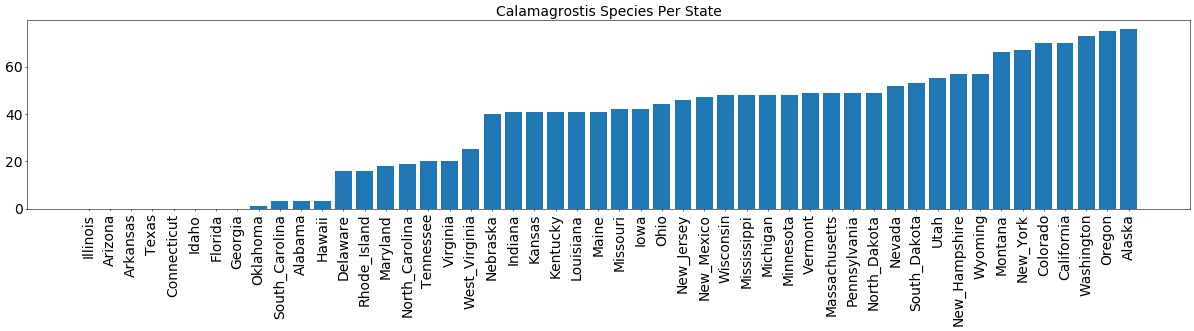 Calamagrostis Species Per State
60
40
20
0
Illinois
Arizona
Arkansas
Texas
Connecticut
Idaho
Florida
Georgia
Oklahoma
South_Carolina
Alabama
Hawaii
Delaware
Rhode_Island
Maryland
North_Carolina
Tennessee
Virginia
West_Virginia
Nebraska
Indiana
Kansas
Kentucky
Louisiana
Maine
Missouri
Iowa
Ohio
New_Jersey
New_Mexico
Wisconsin
Mississippi
Michigan
Minnesota
Vermont
Massachusetts
Pennsylvania
North_Dakota
Nevada
South_Dakota
Utah
New_Hampshire
Wyoming
Montana
New_York
Colorado
California
Washington
Oregon
Alaska